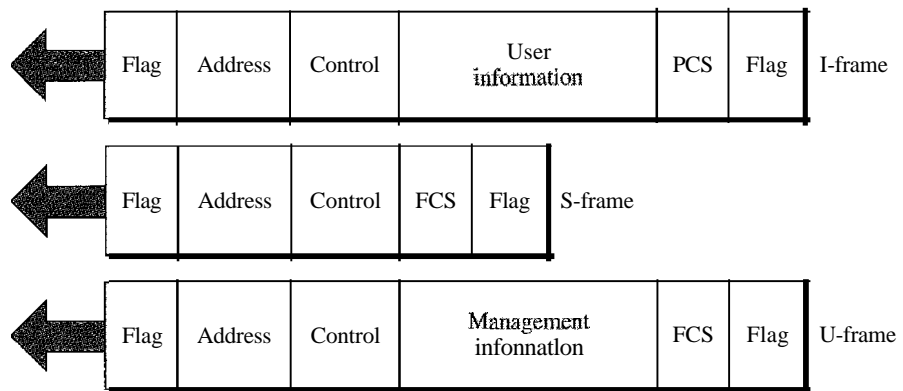 Flag Address Control User information PCS Flag I-frame
Flag Address Control FCS Flag S-frame
Flag Address Control Management infonnatlon FCS Flag U-frame